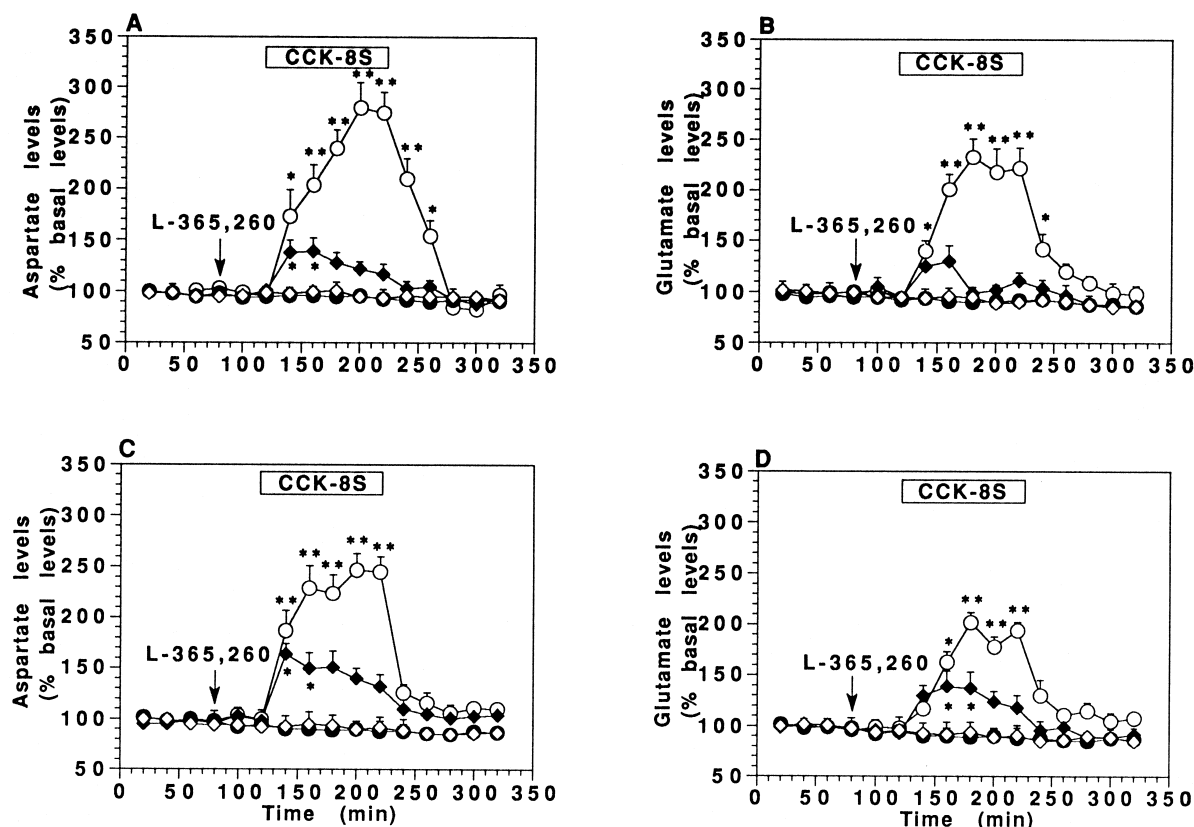 A
CCK-8S
* * * * * * * * * * * *
L-365,260
* *
Aspartate levels
(% basal levels)
350
300
250
200
150
100
50
0 50 100 150 200 250 300 350
B
CCK-8S
* * * * * * * * * *
L-365,260
Glutamate levels
(% basal levels)
350
300
250
200
150
100
50
0 50 100 150 200 250 300 350
C
CCK-8S
* * * * * * * * * *
L-365,260
* *
Aspartate levels
(% basal levels)
350
300
250
200
150
100
50
0 50 100 150 200 250 300 350
Time (min)
D
CCK-8S
* * * * * * *
L-365,260
* *
Glutamate levels
(% basal levels)
350
300
250
200
150
100
50
0 50 100 150 200 250 300 350
Time (min)